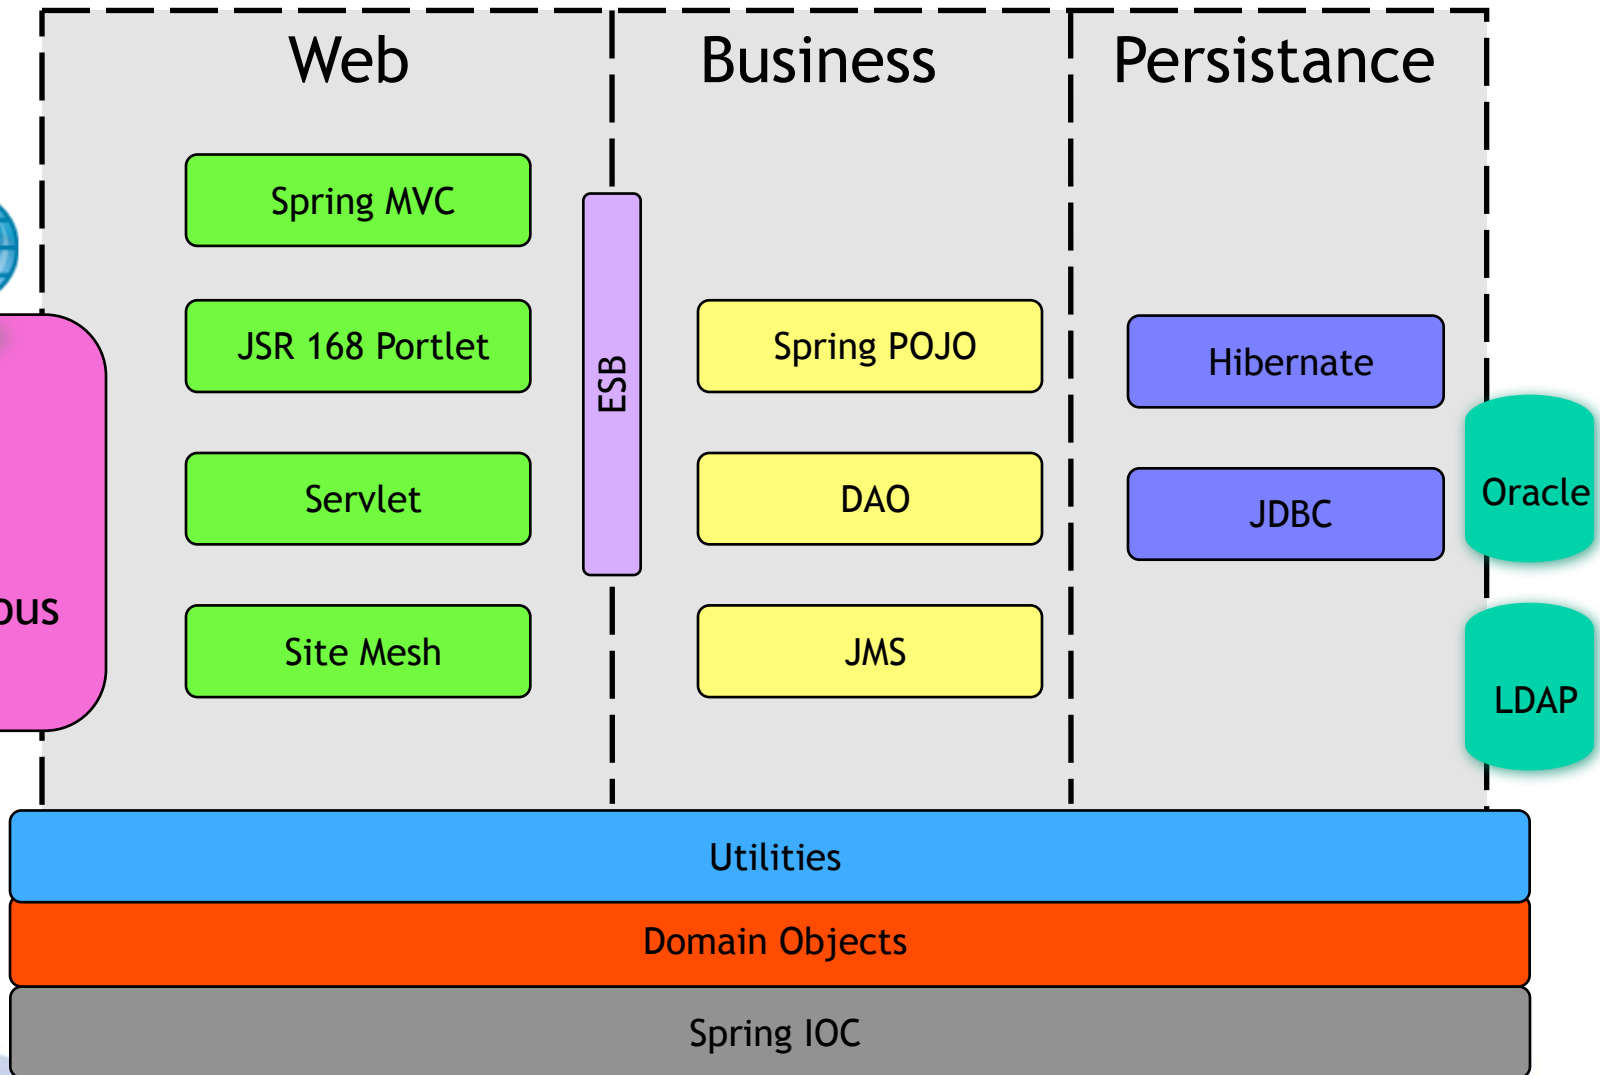 Web
Business
Persistance
Spring MVC
JSR 168 Portlet
Servlet
Site Mesh
ESB
Spring POJO
DAO
JMS
Hibernate
JDBC
Oracle
LDAP
Utilities
Domain Objects
Spring IOC